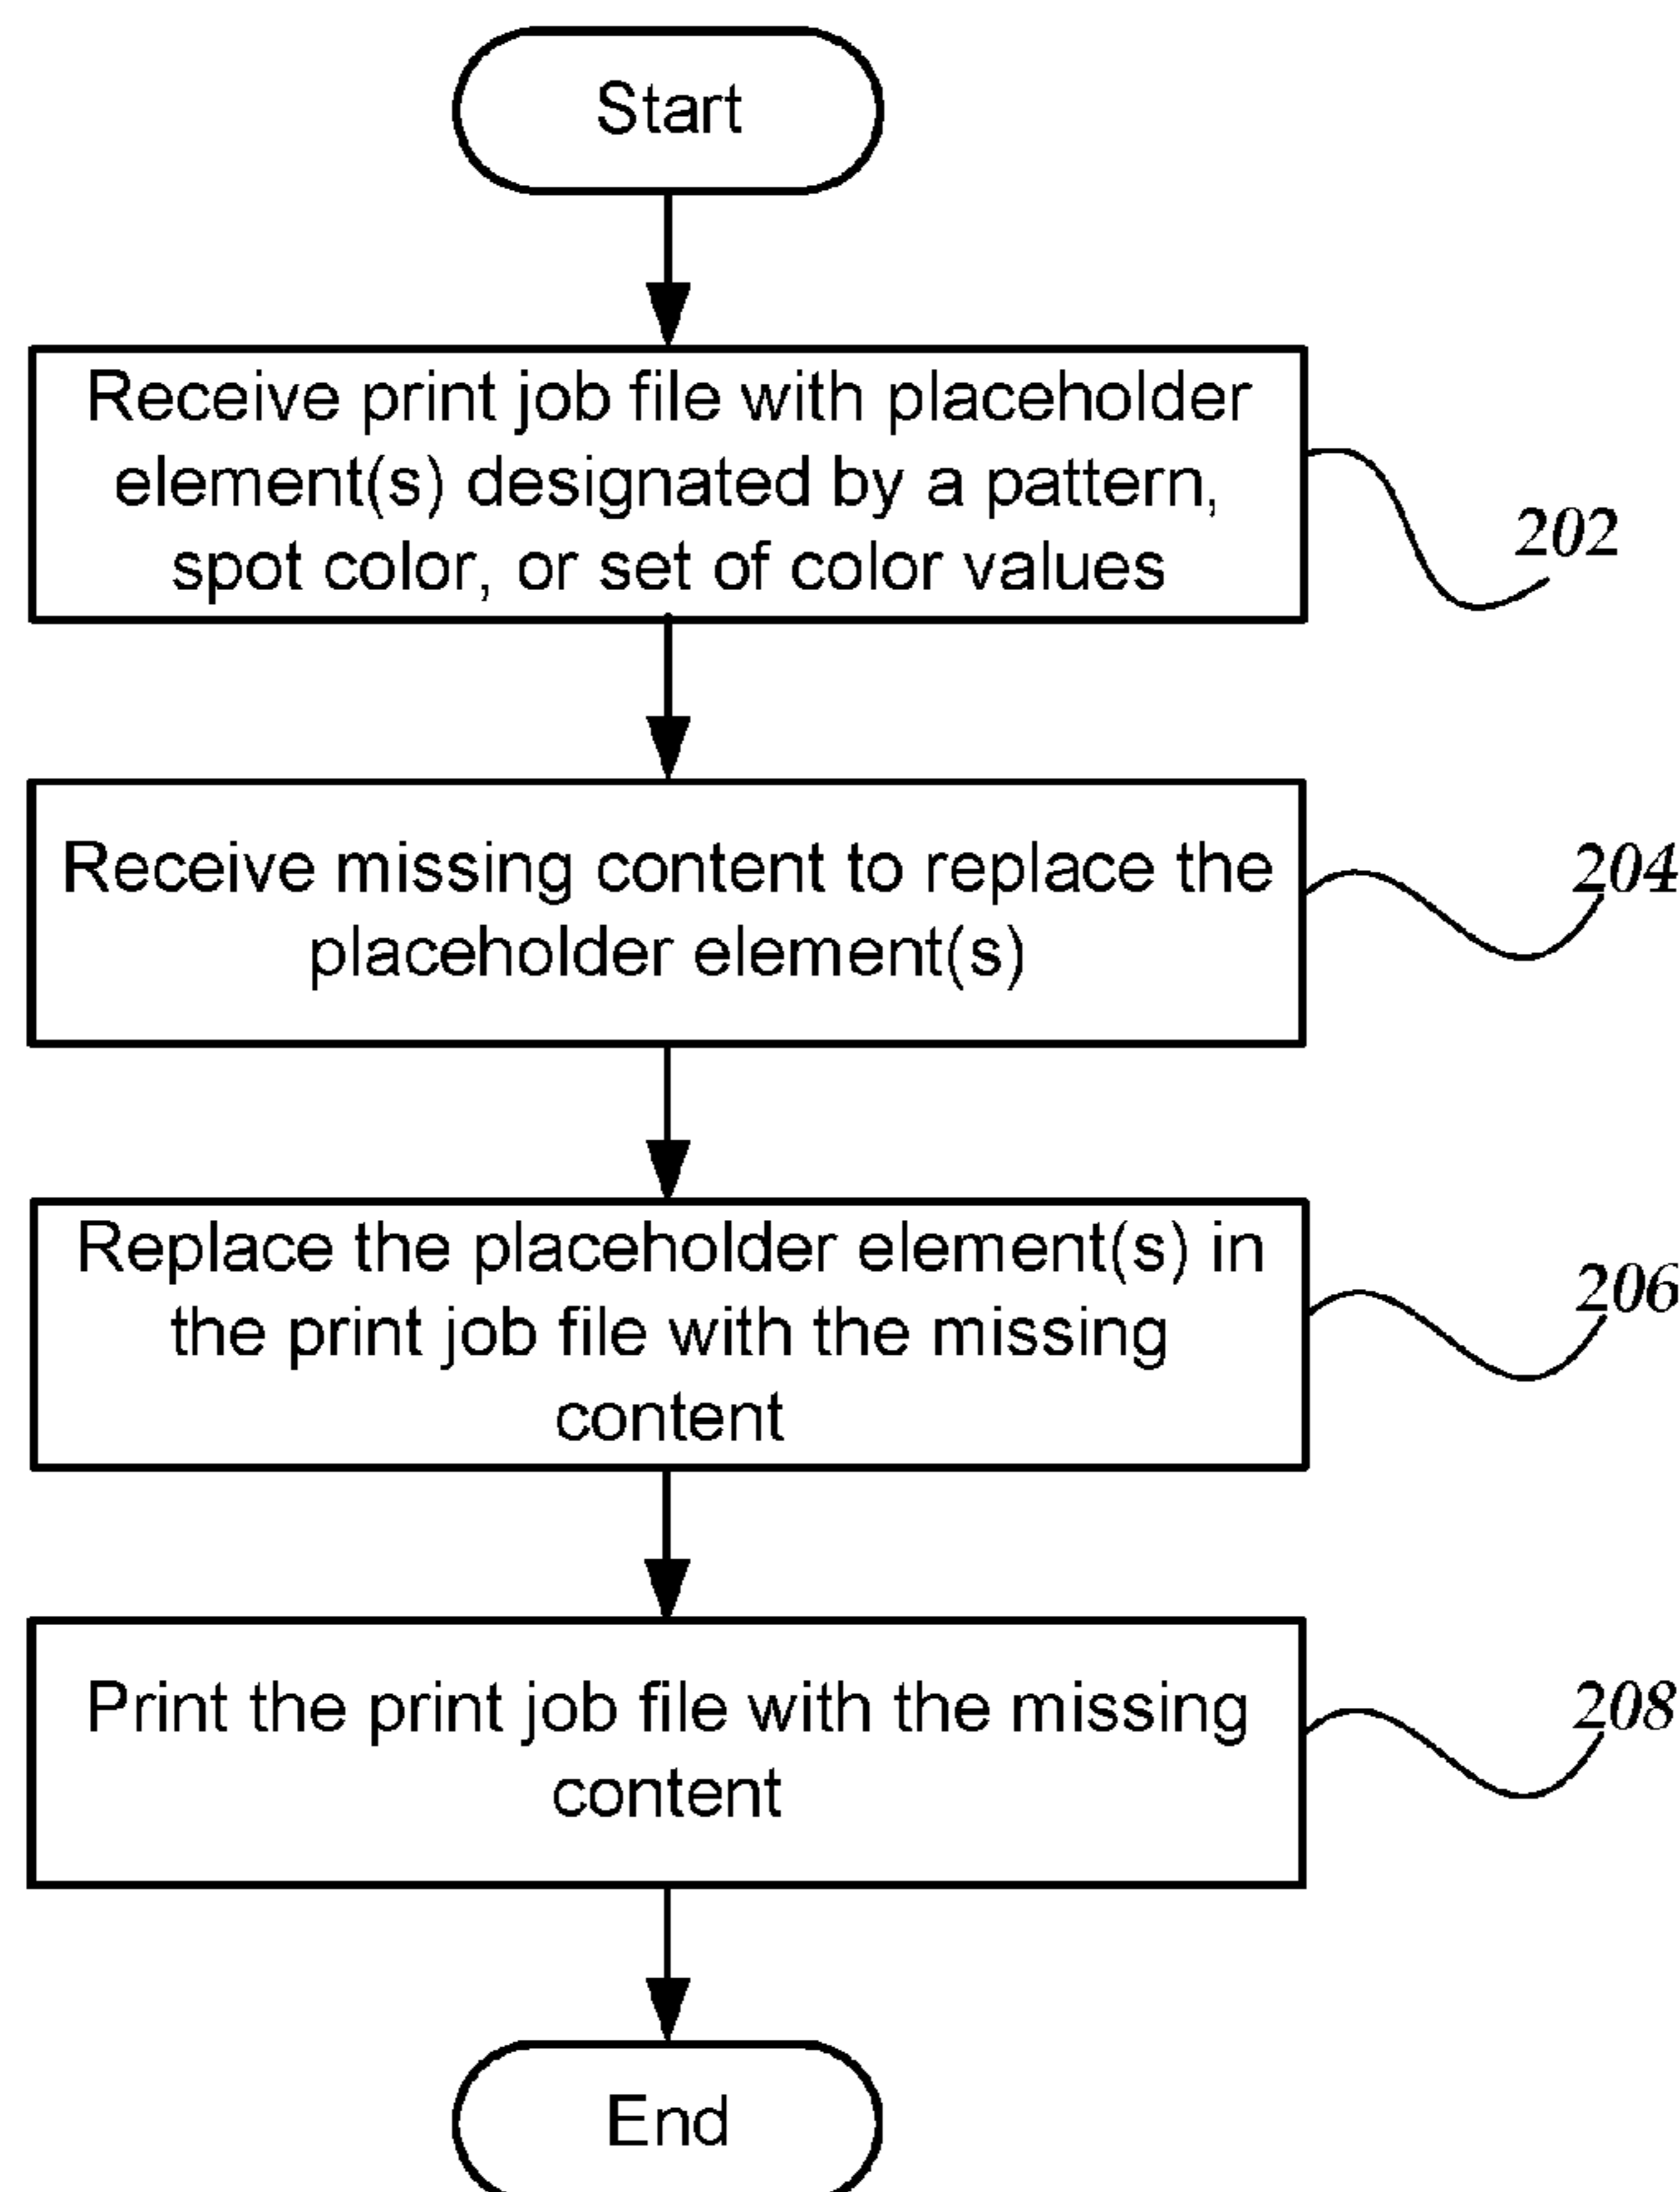 Start
Receive print job file with placeholder
element(s) designated by a pattern,
spot color, or set of color values
202
Receive missing content to replace the
placeholder element(s)
204
Replace the placeholder element(s) in
the print job file with the missing
content
206
Print the print job file with the missing
content
208
End